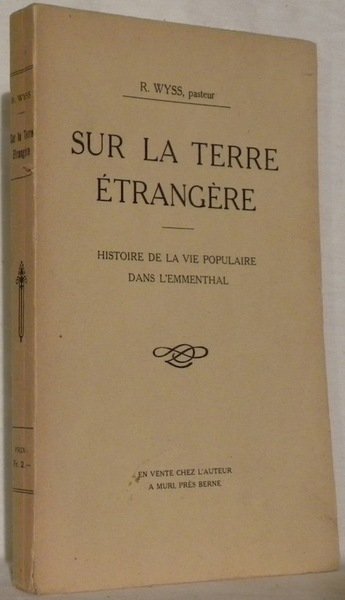 R. WYSS, pasteur
SUR LA TERRE
ÉTRANGÈRE
HISTOIRE DE LA VIE POPULAIRE
DANS L'EMMENTHAL
EN VENTE CHEZ L'AUTEUR
A MURI, PRÈS BERNE
R. WYSS
Sur la Terre
Étrangère
PRIX:
Fr. 2.—